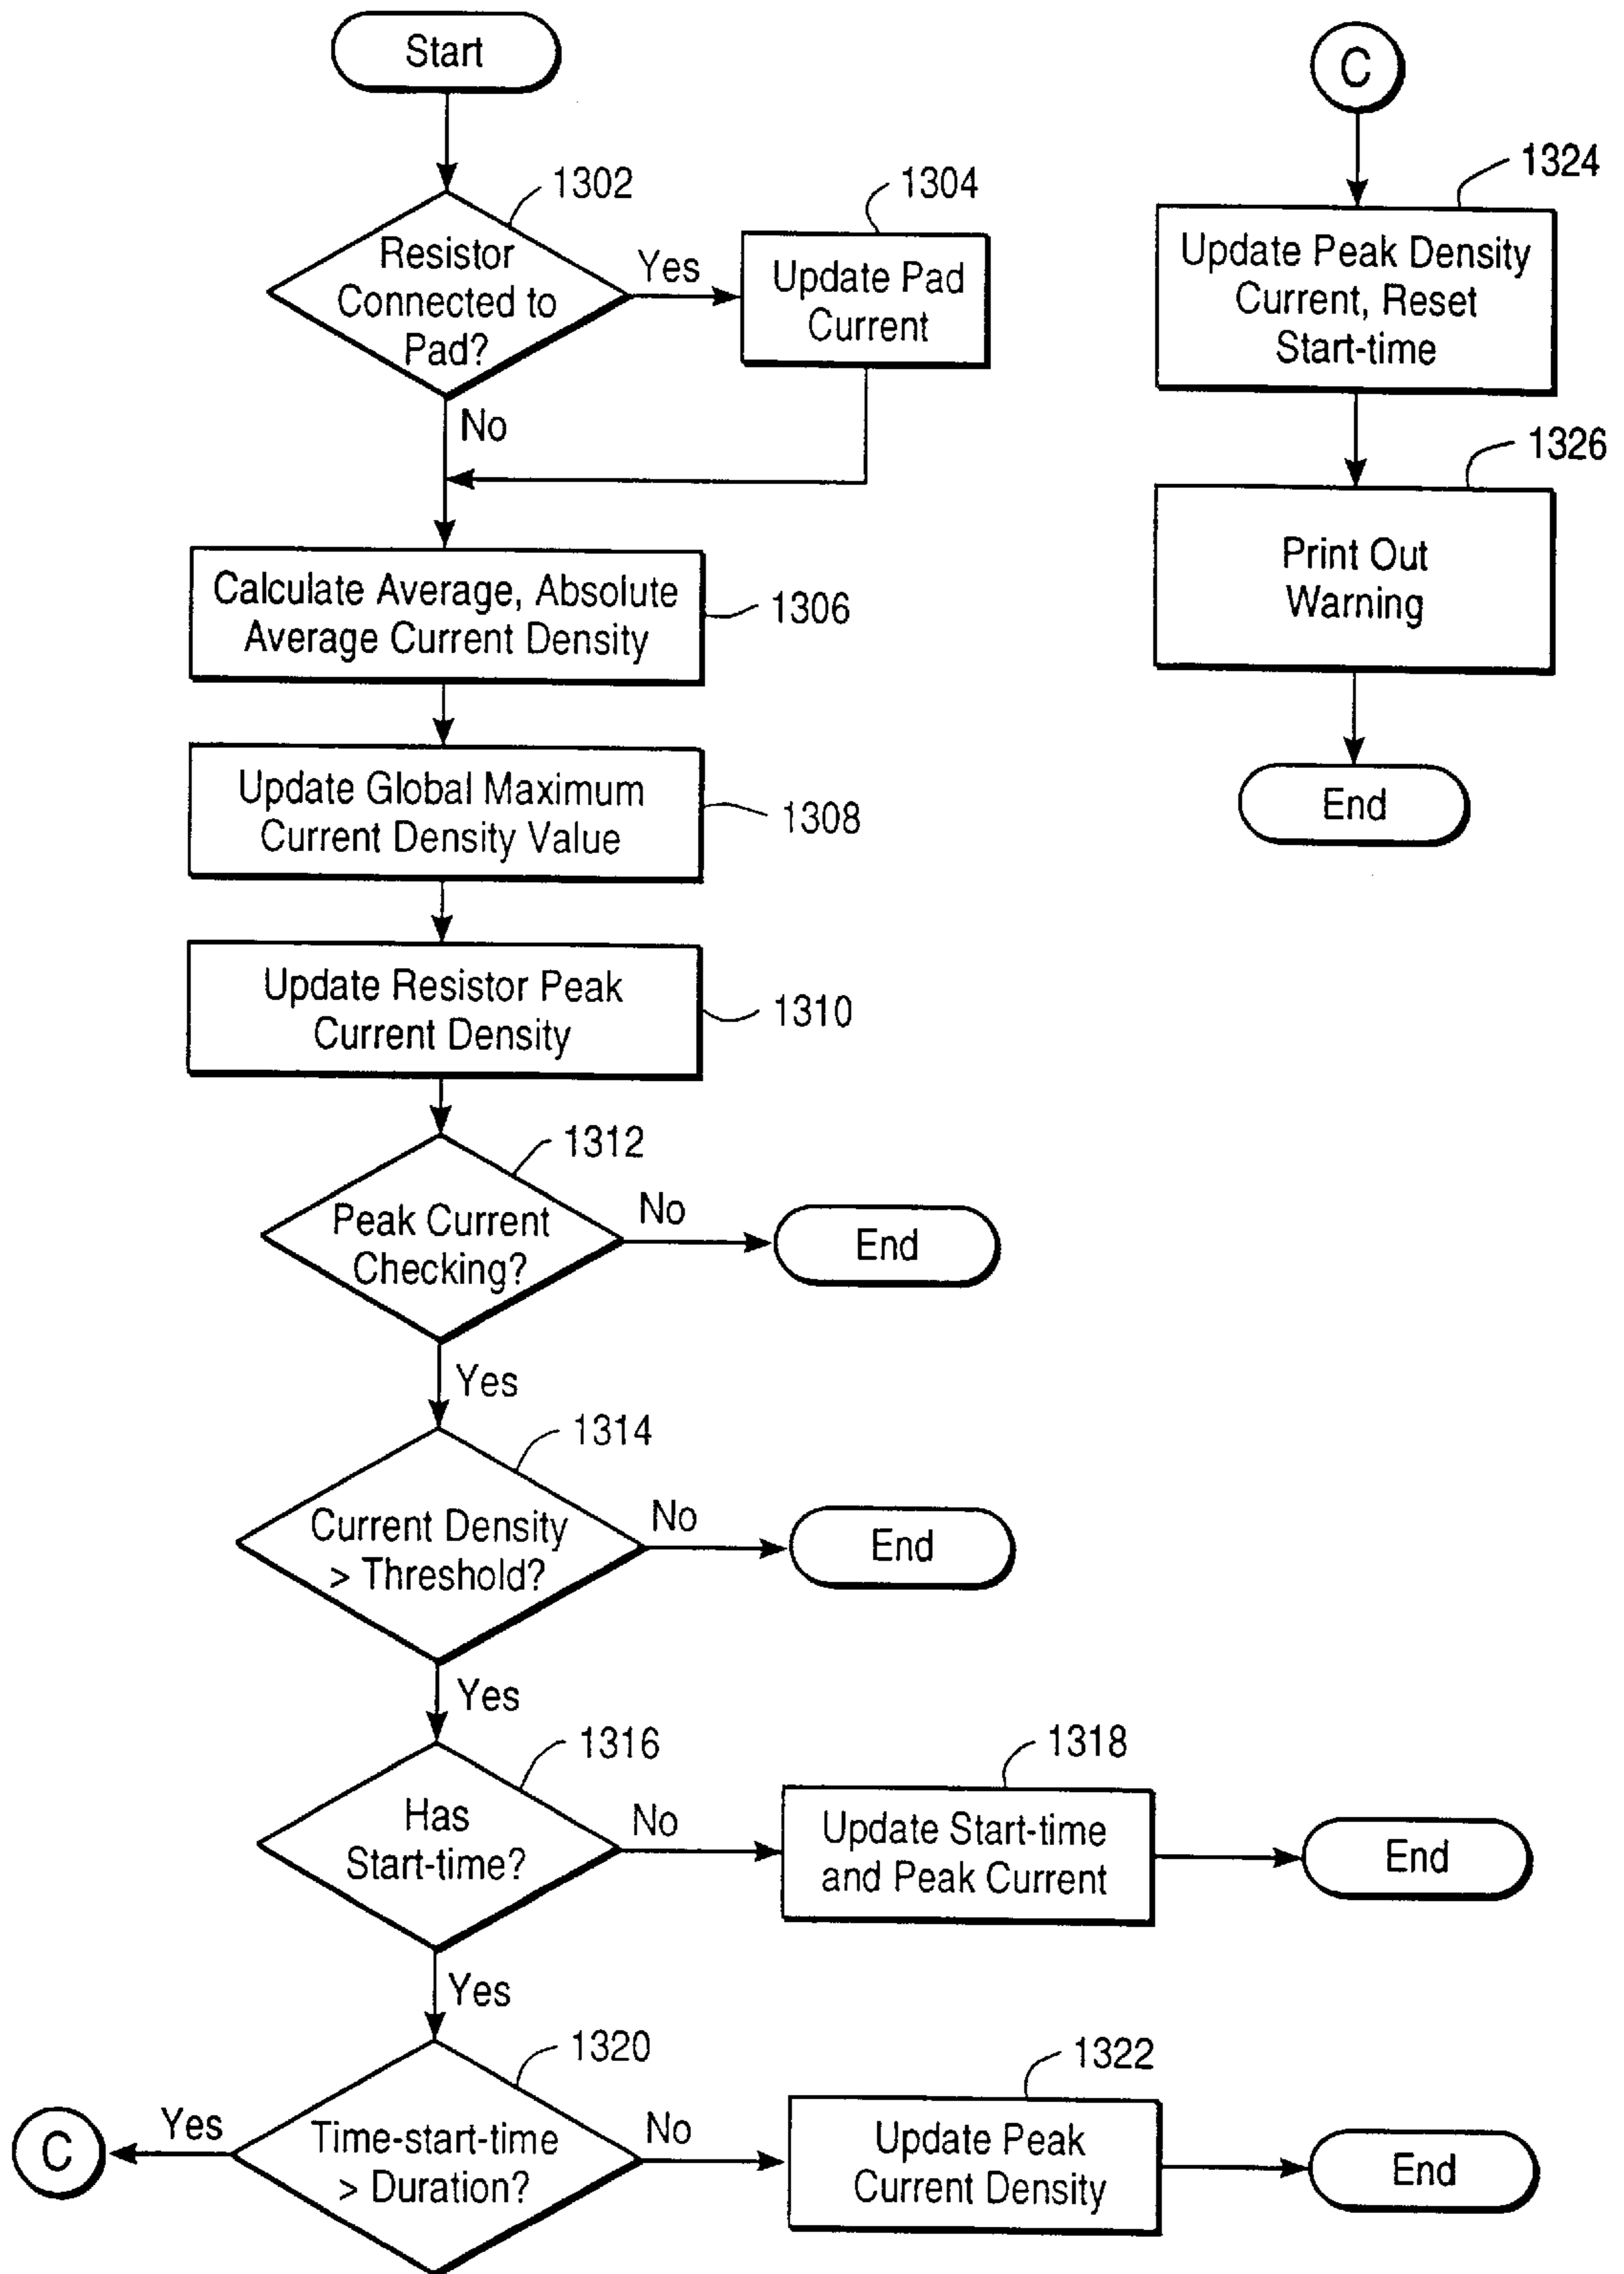 Start
1302
Resistor
Connected to
Pad?
Yes
1304
Update Pad
Current
No
Calculate Average, Absolute
Average Current Density
1306
Update Global Maximum
Current Density Value
1308
Update Resistor Peak
Current Density
1310
1312
Peak Current
Checking?
No
End
Yes
1314
Current Density
> Threshold?
No
End
Yes
1316
Has
Start-time?
No
1318
Update Start-time
and Peak Current
End
Yes
1320
Time-start-time
> Duration?
Yes
C
No
1322
Update Peak
Current Density
End
C
1324
Update Peak Density
Current, Reset
Start-time
1326
Print Out
Warning
End